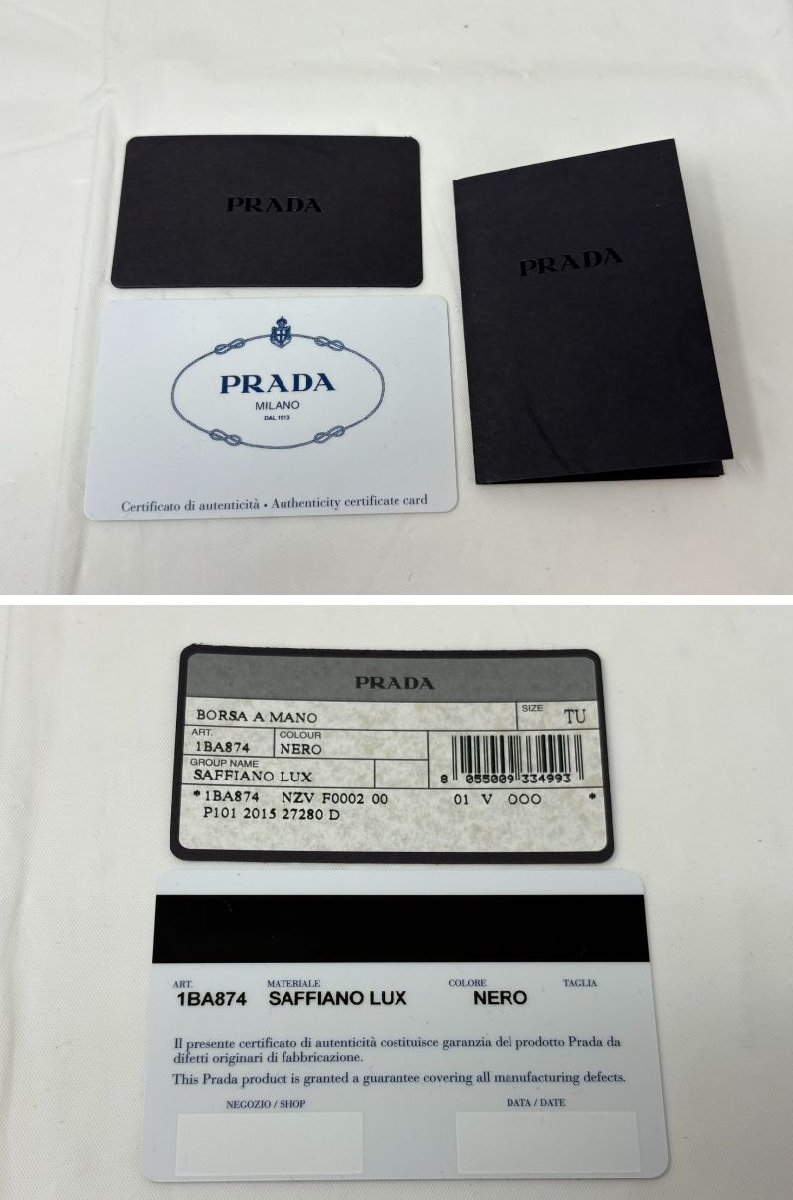 PRADA
PRADA
PRADA
MILANO
DAL 1913
Certificato di autenticità • Authenticity certificate card
PRADA
BORSA A MANO
SIZE
TU
ART.
1BA874
COLOUR
NERO
GROUP NAME
SAFFIANO LUX
8 055009 334993
*1BA874 NZV F0002 00 01 V OOO *
P101 2015 27280 D
ART.
MATERIALE
COLORE
TAGLIA
1BA874
SAFFIANO LUX
NERO
Il presente certificato di autenticità costituisce garanzia del prodotto Prada da
difetti originari di fabbricazione.
This Prada product is granted a guarantee covering all manufacturing defects.
NEGOZIO / SHOP
DATA / DATE